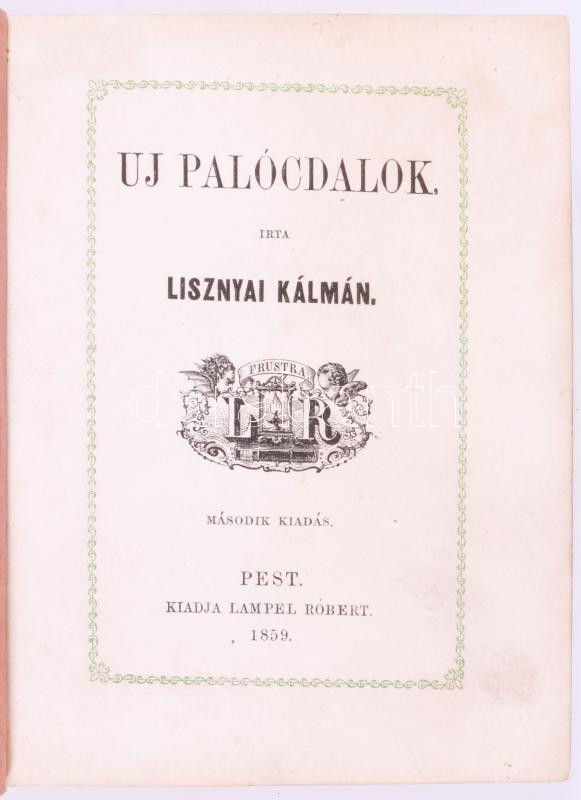 UJ PALÓCDALOK.
IRTA
LISZNYAI KÁLMÁN.
FRUSTRA
L R
MÁSODIK KIADÁS.
PEST.
KIADJA LAMPEL RÓBERT.
1859.